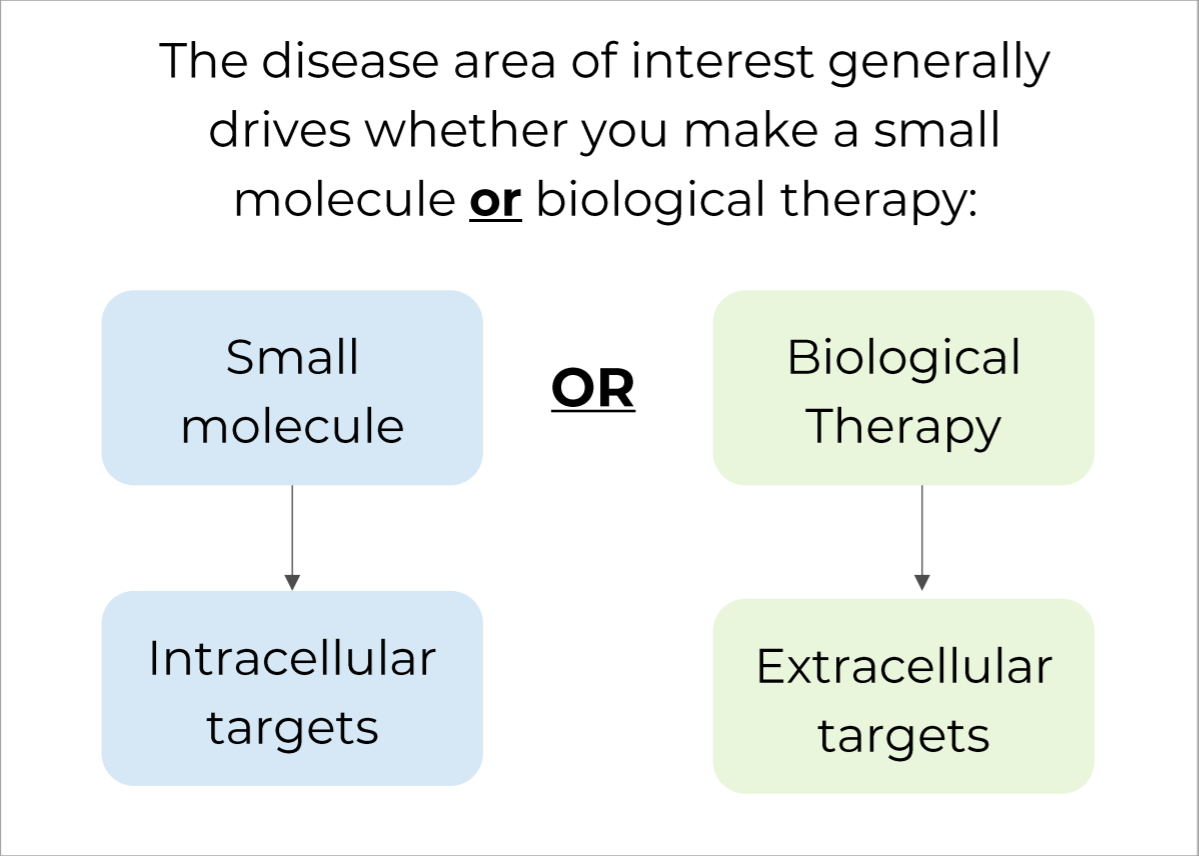 The disease area of interest generally
drives whether you make a small
molecule or biological therapy:
Small
molecule
OR
Biological
Therapy
Intracellular
targets
Extracellular
targets